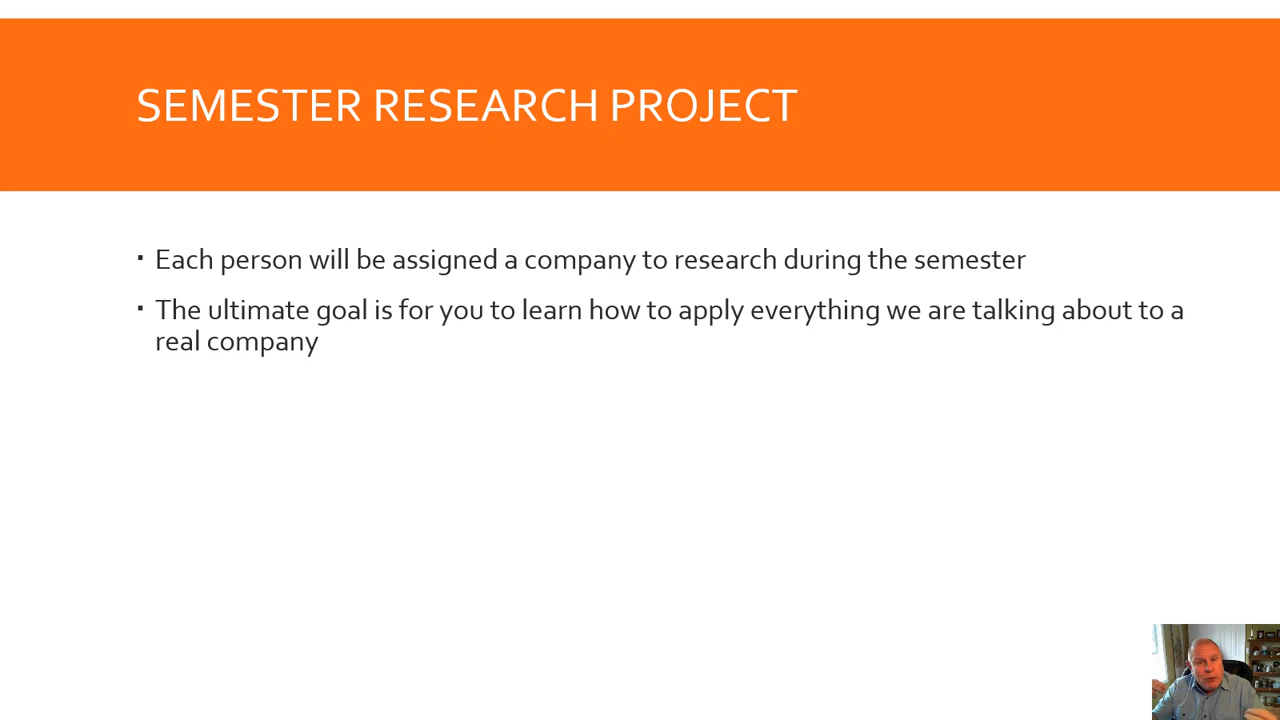 SEMESTER RESEARCH PROJECT
▪ Each person will be assigned a company to research during the semester
▪ The ultimate goal is for you to learn how to apply everything we are talking about to a
real company